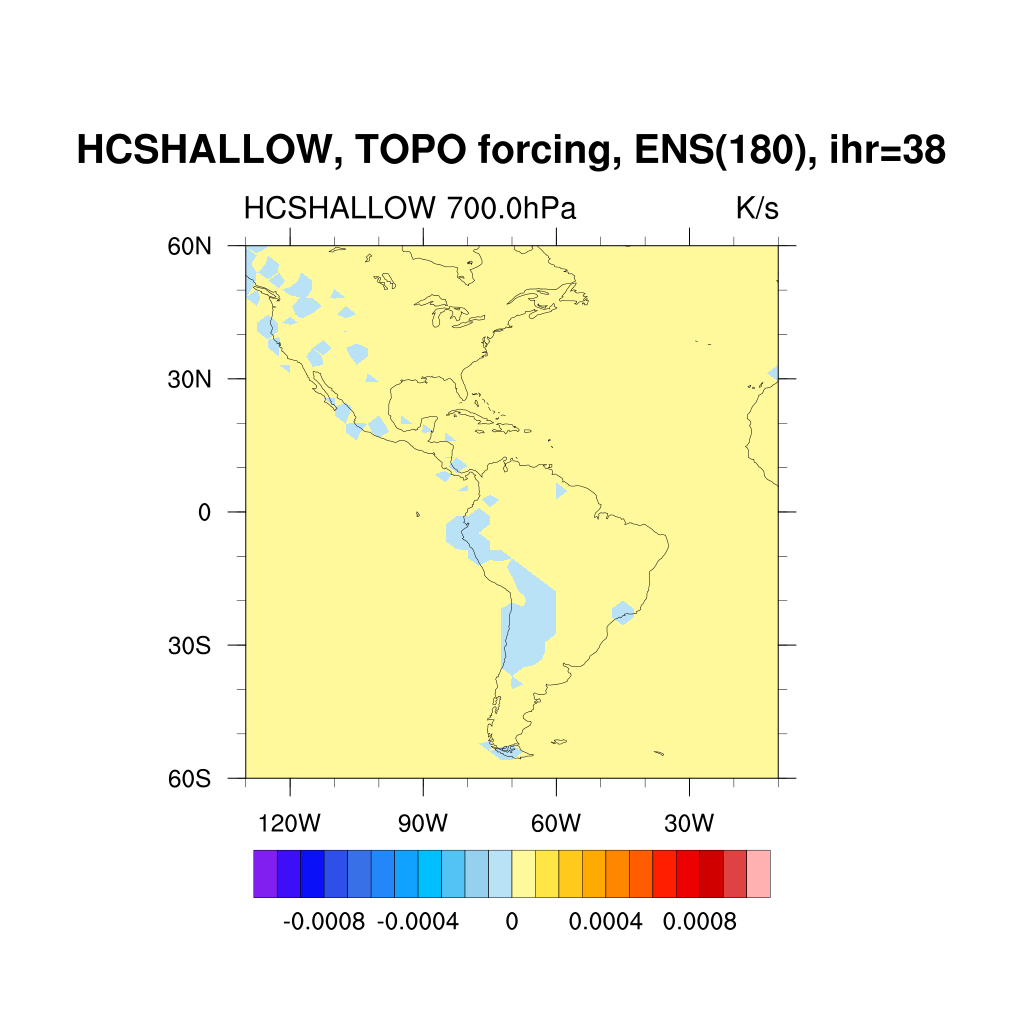 HCSHALLOW, TOPO forcing, ENS(180), ihr=38
HCSHALLOW 700.0hPa K/s
60N
30N
0
30S
60S
120W 90W 60W 30W
-0.0008 -0.0004 0 0.0004 0.0008